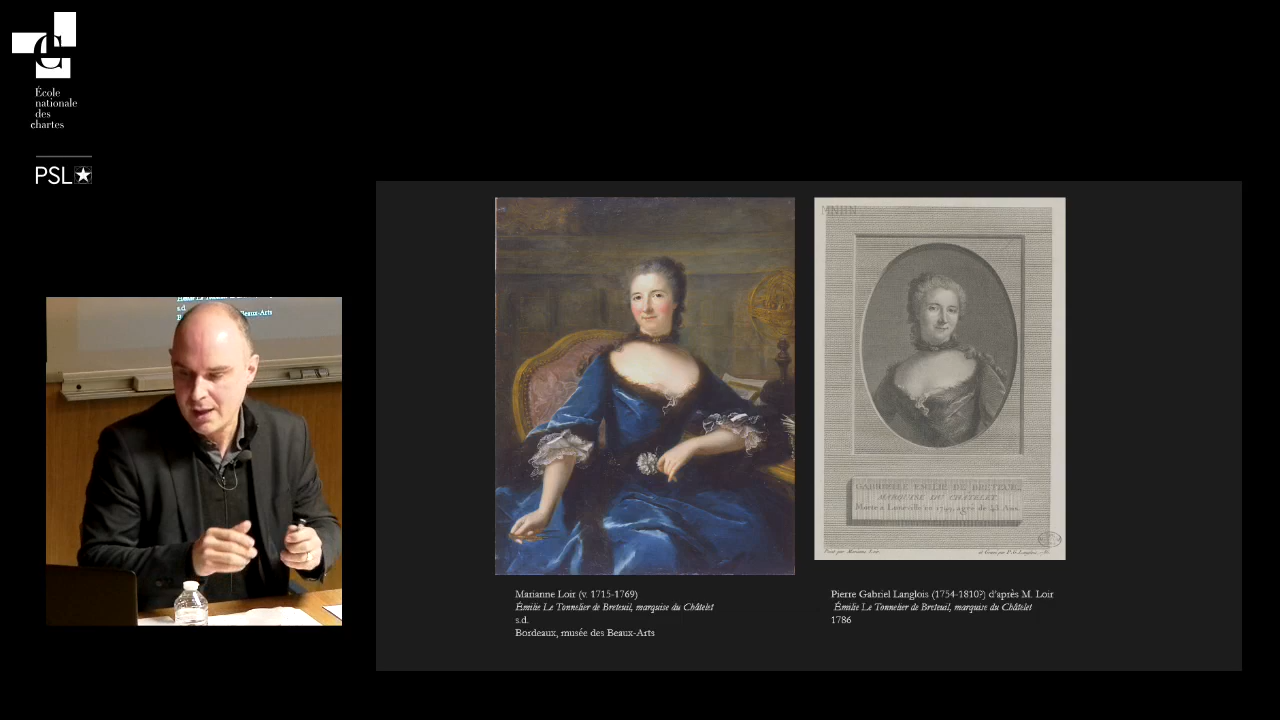 École
nationale
des
chartes
PSL
s.d.
MNHN
GABRIELLE EMILIE DE BRETEUIL,
MARQUISE DU CHATELET
Marianne Loir (v. 1715-1769)
Émilie Le Tonnelier de Breteuil, marquise du Châtelet
s.d.
Bordeaux, musée des Beaux-Arts
Pierre Gabriel Langlois (1754-1810?) d'après M. Loir
Émilie Le Tonnelier de Breteuil, marquise du Châtelet
1786